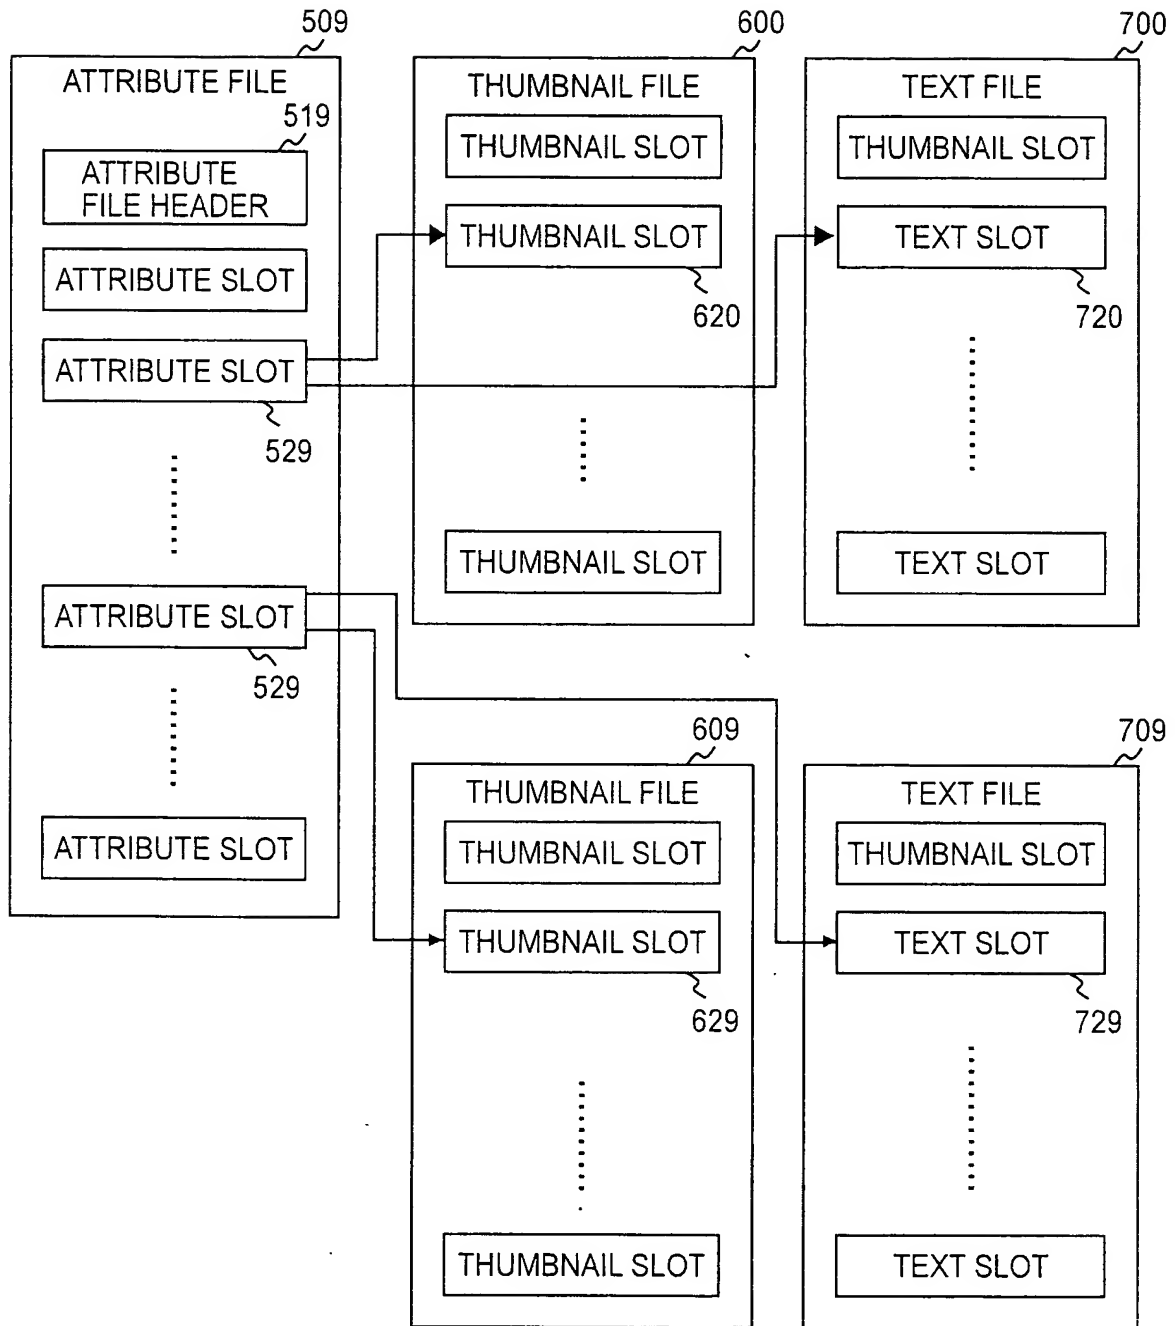 509
ATTRIBUTE FILE
519
ATTRIBUTE
FILE HEADER
ATTRIBUTE SLOT
ATTRIBUTE SLOT
529
ATTRIBUTE SLOT
529
ATTRIBUTE SLOT
600
THUMBNAIL FILE
THUMBNAIL SLOT
THUMBNAIL SLOT
620
THUMBNAIL SLOT
700
TEXT FILE
THUMBNAIL SLOT
TEXT SLOT
720
TEXT SLOT
609
THUMBNAIL FILE
THUMBNAIL SLOT
THUMBNAIL SLOT
629
THUMBNAIL SLOT
709
TEXT FILE
THUMBNAIL SLOT
TEXT SLOT
729
TEXT SLOT